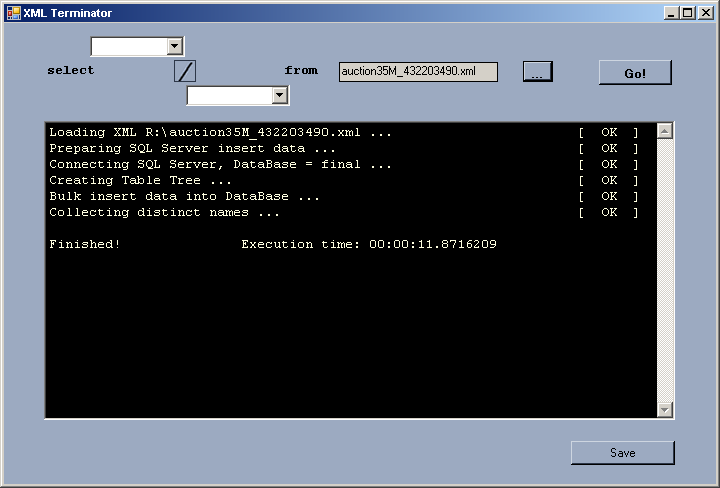 XML Terminator
select / from auction35M_432203490.xml ... Go!
Loading XML R:\auction35M_432203490.xml ... [ OK ]
Preparing SQL Server insert data ... [ OK ]
Connecting SQL Server, DataBase = final ... [ OK ]
Creating Table Tree ... [ OK ]
Bulk insert data into DataBase ... [ OK ]
Collecting distinct names ... [ OK ]
Finished! Execution time: 00:00:11.8716209
Save